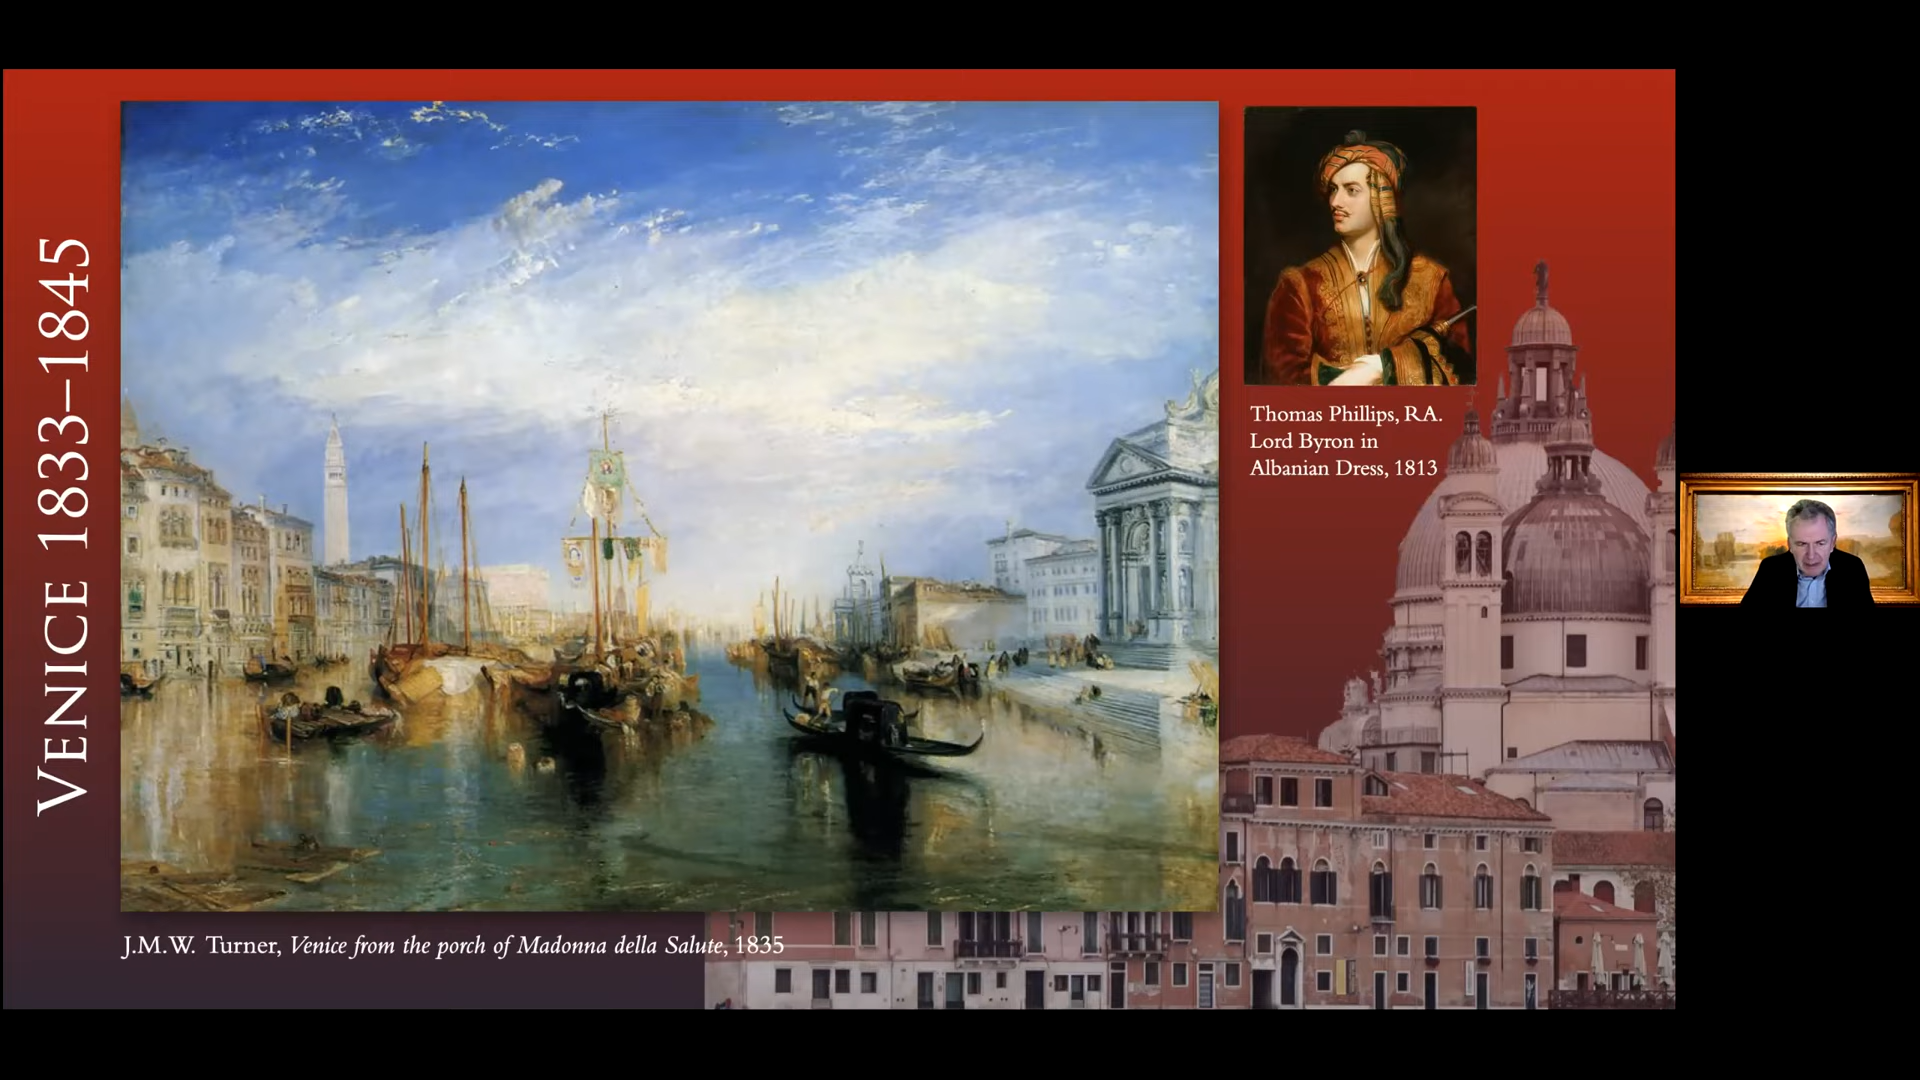 VENICE 1833–1845
Thomas Phillips, RA.
Lord Byron in
Albanian Dress, 1813
J.M.W. Turner, Venice from the porch of Madonna della Salute, 1835